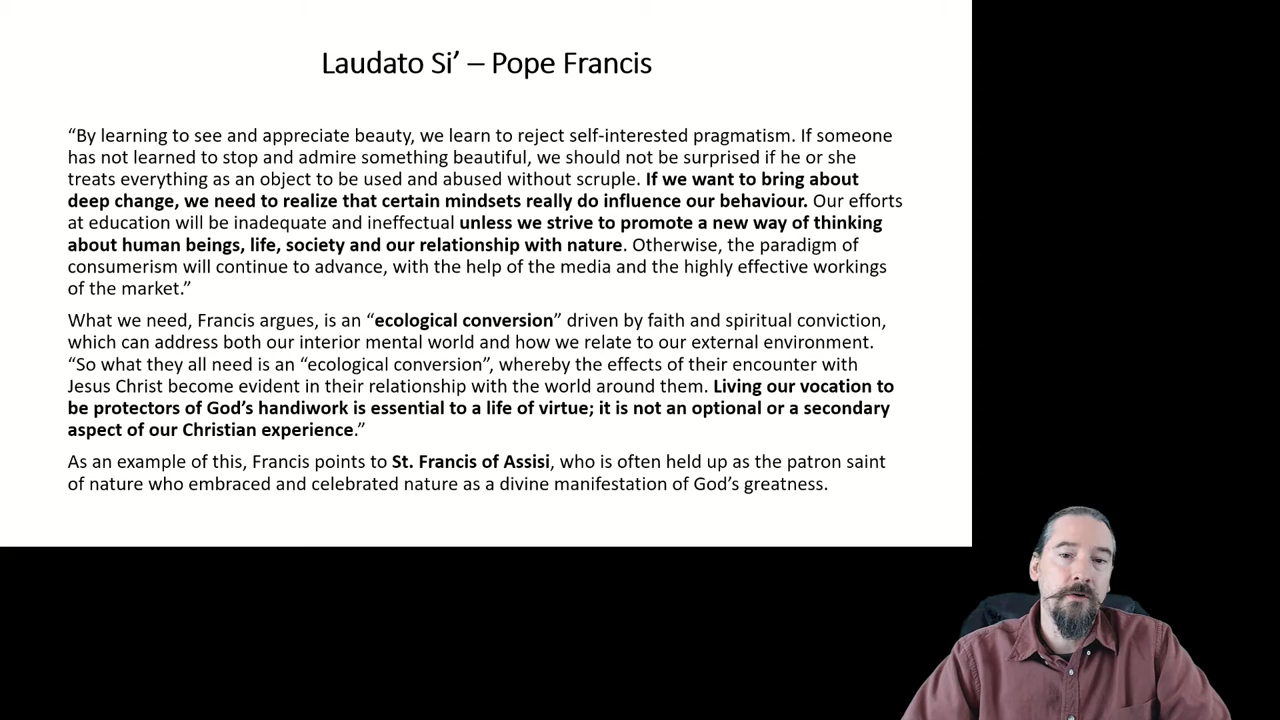 Laudato Si’ – Pope Francis
“By learning to see and appreciate beauty, we learn to reject self-interested pragmatism. If someone
has not learned to stop and admire something beautiful, we should not be surprised if he or she
treats everything as an object to be used and abused without scruple. If we want to bring about
deep change, we need to realize that certain mindsets really do influence our behaviour. Our efforts
at education will be inadequate and ineffectual unless we strive to promote a new way of thinking
about human beings, life, society and our relationship with nature. Otherwise, the paradigm of
consumerism will continue to advance, with the help of the media and the highly effective workings
of the market.”
What we need, Francis argues, is an “ecological conversion” driven by faith and spiritual conviction,
which can address both our interior mental world and how we relate to our external environment.
“So what they all need is an “ecological conversion”, whereby the effects of their encounter with
Jesus Christ become evident in their relationship with the world around them. Living our vocation to
be protectors of God’s handiwork is essential to a life of virtue; it is not an optional or a secondary
aspect of our Christian experience.”
As an example of this, Francis points to St. Francis of Assisi, who is often held up as the patron saint
of nature who embraced and celebrated nature as a divine manifestation of God’s greatness.